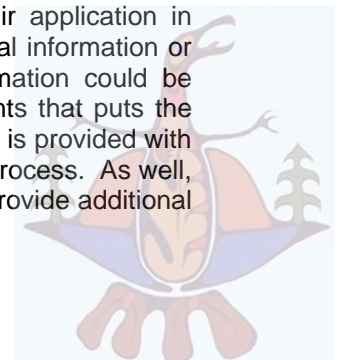 ir application in
al information or
mation could be
nts that puts the
is provided with
rocess. As well,
rovide additional